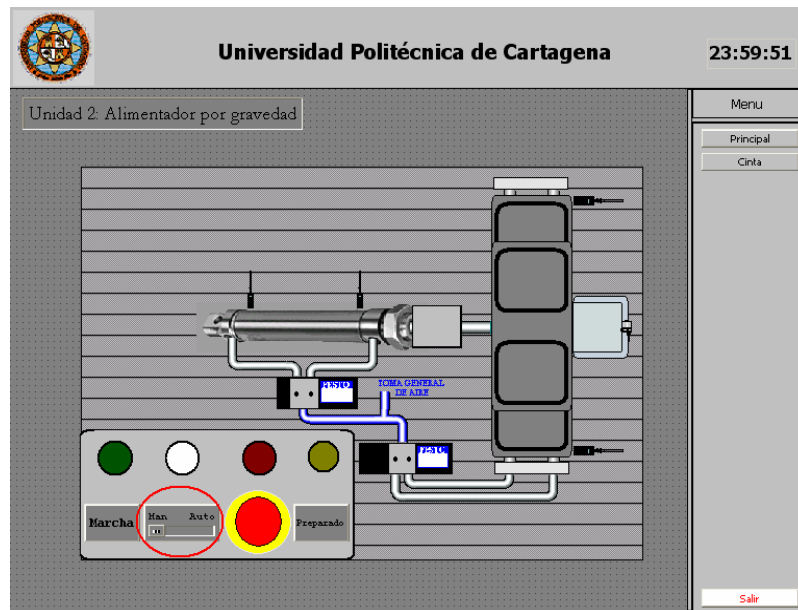 Universidad Politécnica de Cartagena
23:59:51
Unidad 2: Alimentador por gravedad
Menu
Principal
Cinta
FESTO
TOMA GENERAL
DE AIRE
FESTO
Marcha
Man Auto
Preparado
Salir